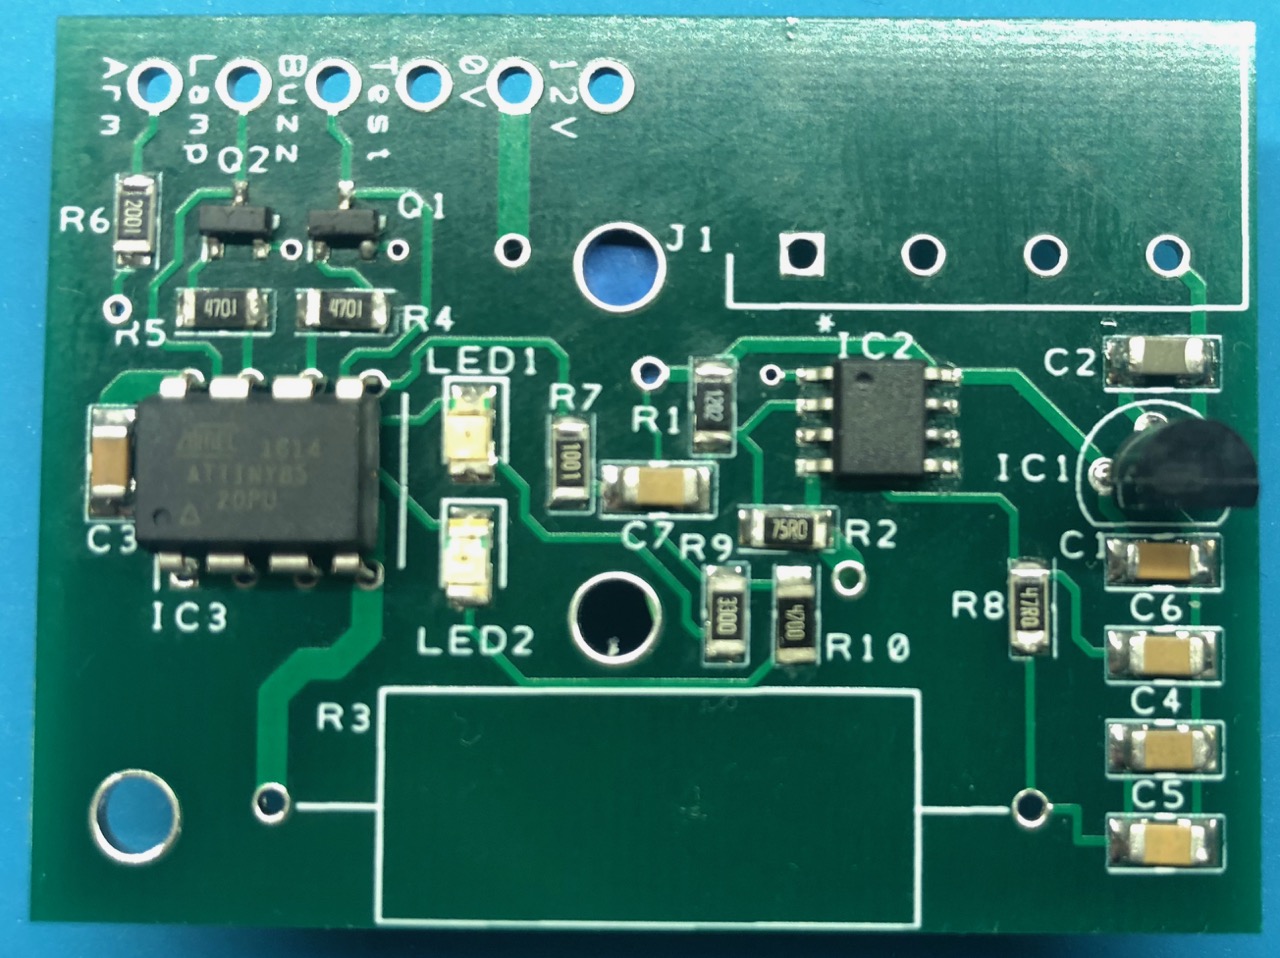 Arm
Lamp
Buzz
Test
0V
12V
Q2
Q1
R6
2001
J1
4701
4701
R5
R4
*
IC2
LED1
C2
R7
R1
1202
1001
IC1
1614
ATTINY85
20PU
C3
C7
75R0
R2
R9
C1
IC3
3300
4700
R8
47R0
C6
LED2
R10
C4
R3
C5